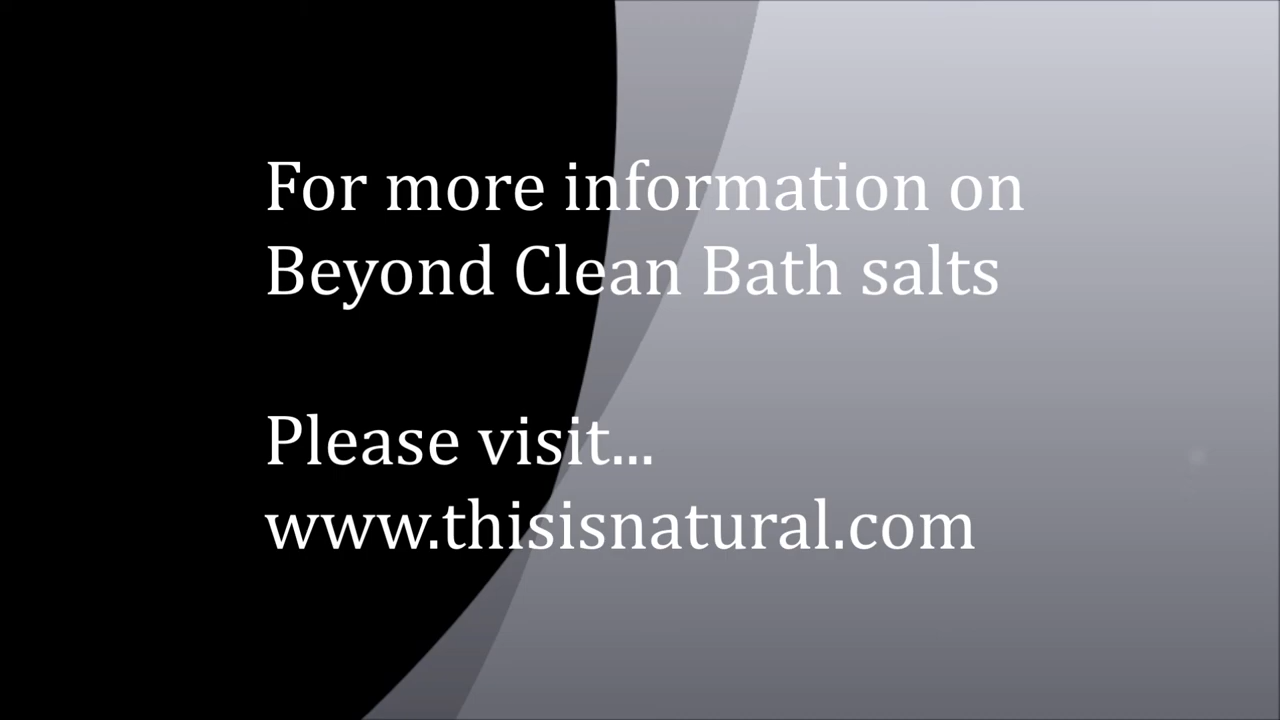 For more information on
Beyond Clean Bath salts
Please visit...
www.thisisnatural.com